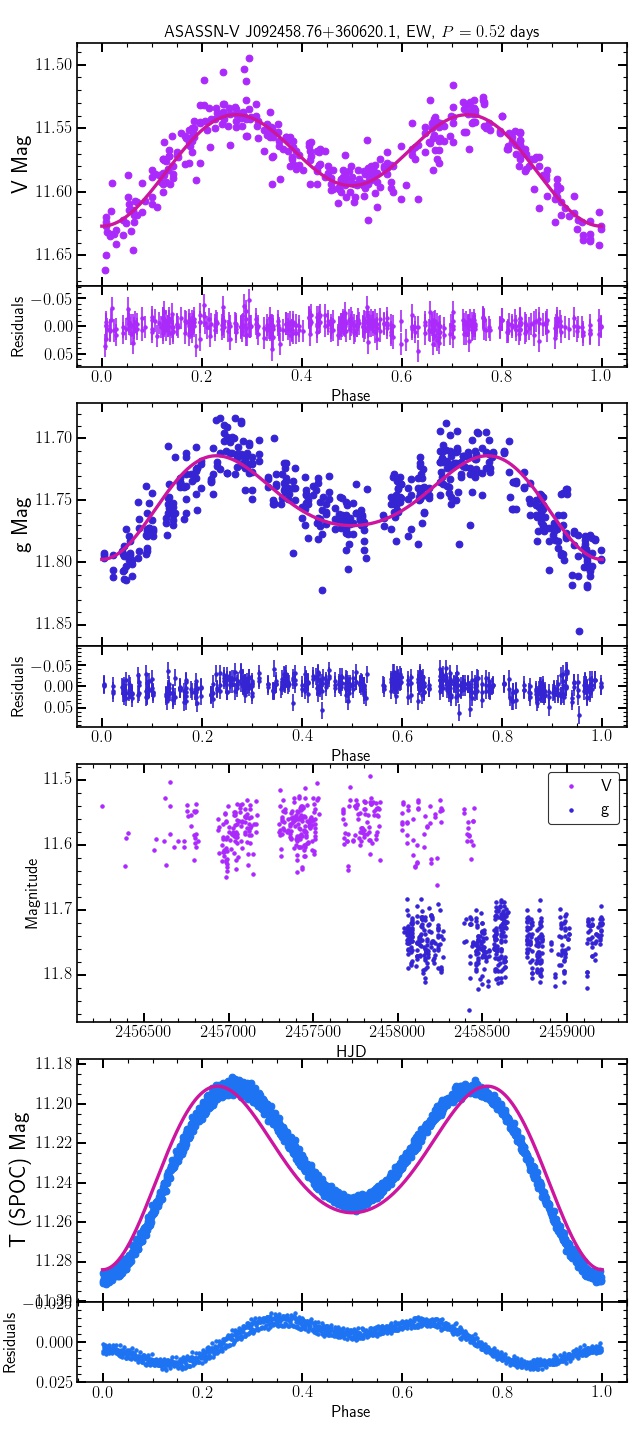 ASASSN-V J092458.76+360620.1, EW, P = 0.52 days
11.50
11.55
11.60
11.65
V Mag
−0.05
0.00
0.05
Residuals
0.0 0.2 0.4 0.6 0.8 1.0
Phase
11.70
11.75
11.80
11.85
g Mag
−0.05
0.00
0.05
Residuals
0.0 0.2 0.4 0.6 0.8 1.0
Phase
11.5
11.6
11.7
11.8
Magnitude
V
g
2456500 2457000 2457500 2458000 2458500 2459000
HJD
11.18
11.20
11.22
11.24
11.26
11.28
11.30
T (SPOC) Mag
−0.025
0.000
0.025
Residuals
0.0 0.2 0.4 0.6 0.8 1.0
Phase